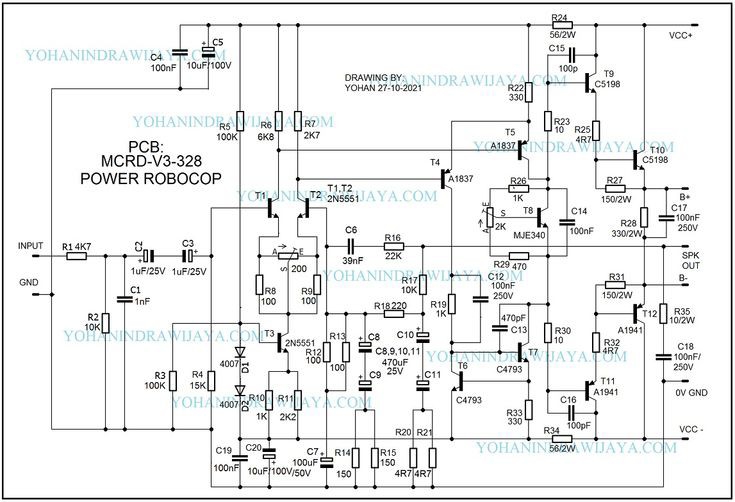 YOHANINDRAWIJAYA.COM
C4
100nF
C5
10uF/100V
R24
56/2W
VCC+
C15
100p
YOHANINDRAWIJAYA.COM
DRAWING BY:
YOHAN 27-10-2021
T9
C5198
R22
330
YOHANINDRAWIJAYA.COM
R5
100K
R6
6K8
R7
2K7
R23
10
R25
4R7
PCB:
MCRD-V3-328
POWER ROBOCOP
T5
A1837
T10
C5198
T4
A1837
YOHANINDRAWIJAYA.COM
T1
T2
T1,T2
2N5551
R26
1K
R27
150/2W
B+
A
E
S
2K
T8
MJE340
C14
100nF
R28
330/2W
C17
100nF
250V
INPUT
R1 4K7
C2
1uF/25V
C3
1uF/25V
C6
39nF
R16
22K
SPK
OUT
A
E
S
200
R29
470
GND
C1
1nF
R8
100
R9
100
R17
10K
C12
100nF
250V
R31
150/2W
B-
R2
10K
R18
220
R19
1K
470pF
C13
T12
A1941
R35
10/2W
YOHANINDRAWIJAYA.COM
T3
2N5551
R12
100
R13
100
C8
C8,9,10,11
470uF
25V
C10
R30
10
R32
4R7
T7
C4793
YOHANINDRAWIJAYA.COM
C18
100nF/
250V
4007
D1
R3
100K
R4
15K
4007
D2
C9
C11
T6
C4793
T11
A1941
0V GND
YOHANINDRAWIJAYA.COM
R10
1K
R11
2K2
R33
330
C16
100pF
R20
R21
4R7
4R7
R34
56/2W
VCC -
C19
100nF
C20
10uF/100V
C7
100uF
/50V
R14
150
R15
150
YOHANINDRAWIJAYA.COM